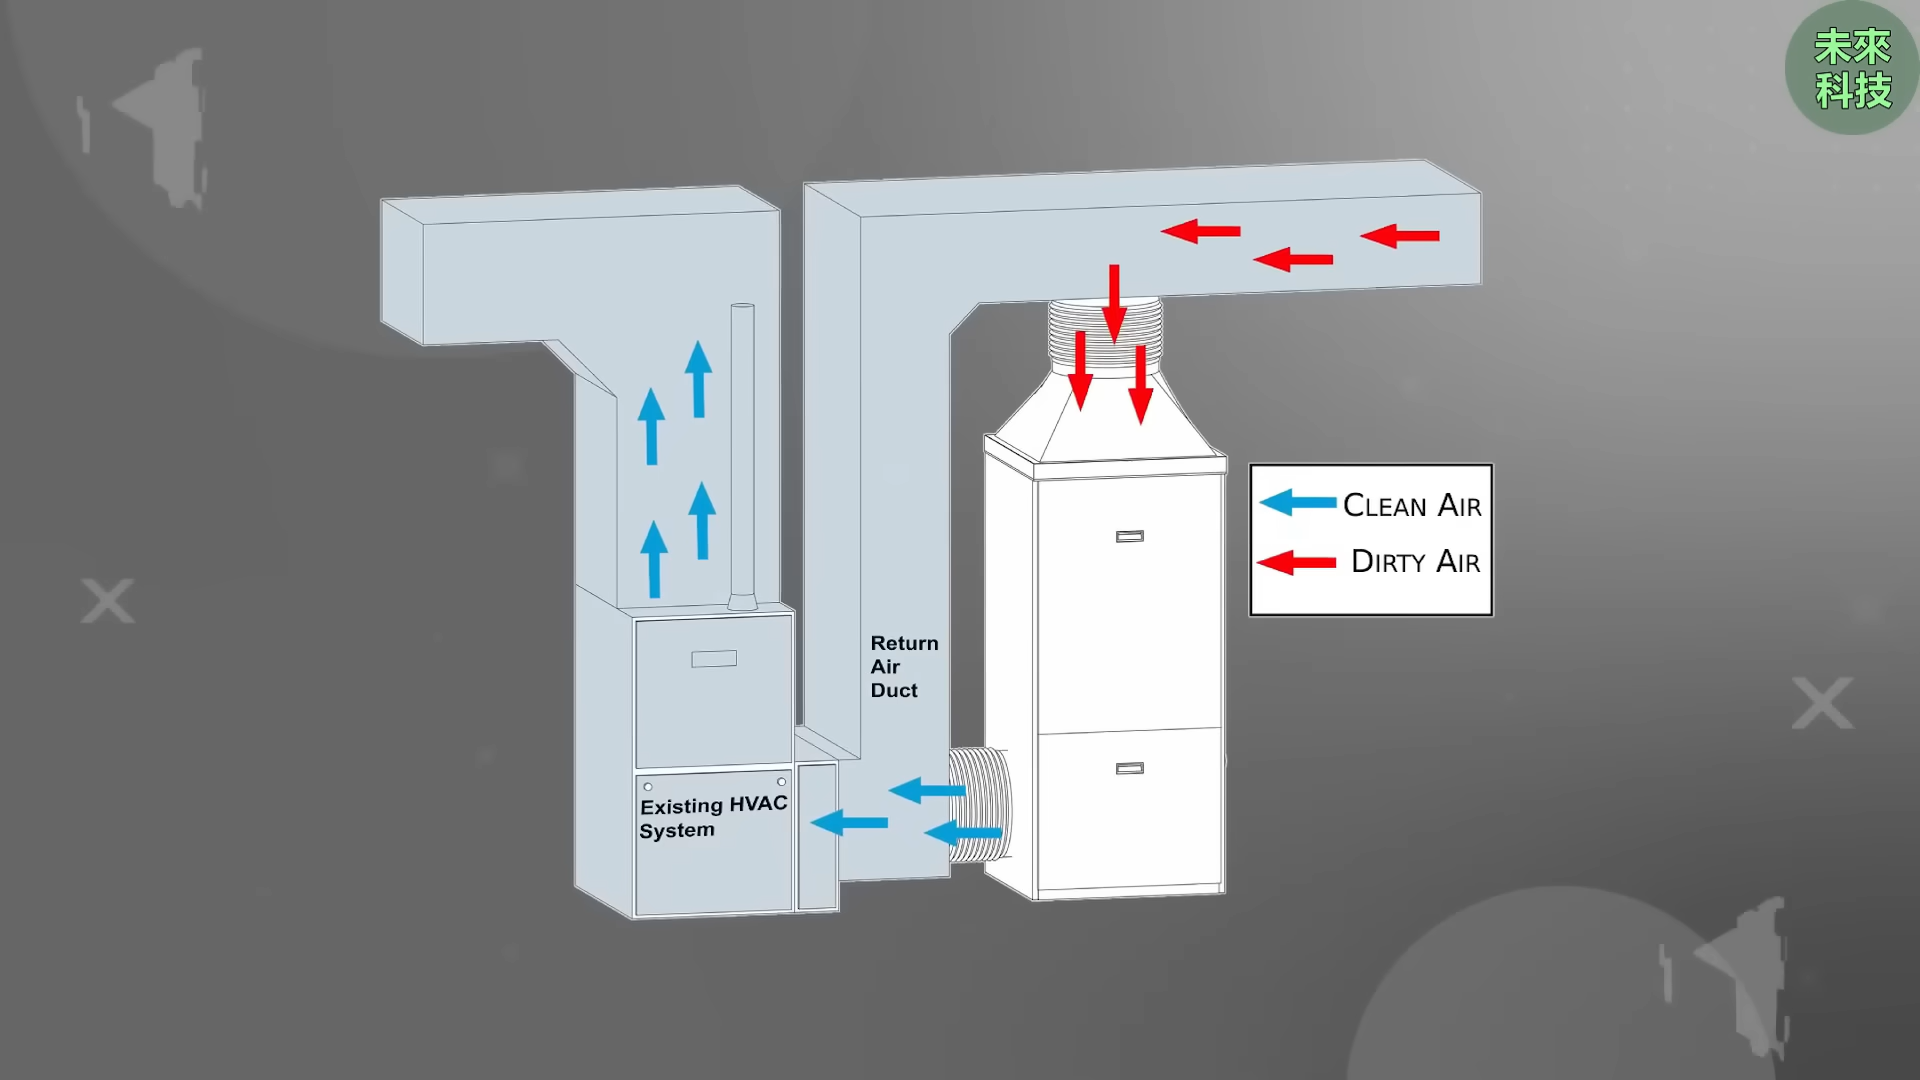 未來
科技
CLEAN AIR
DIRTY AIR
Return
Air
Duct
Existing HVAC
System